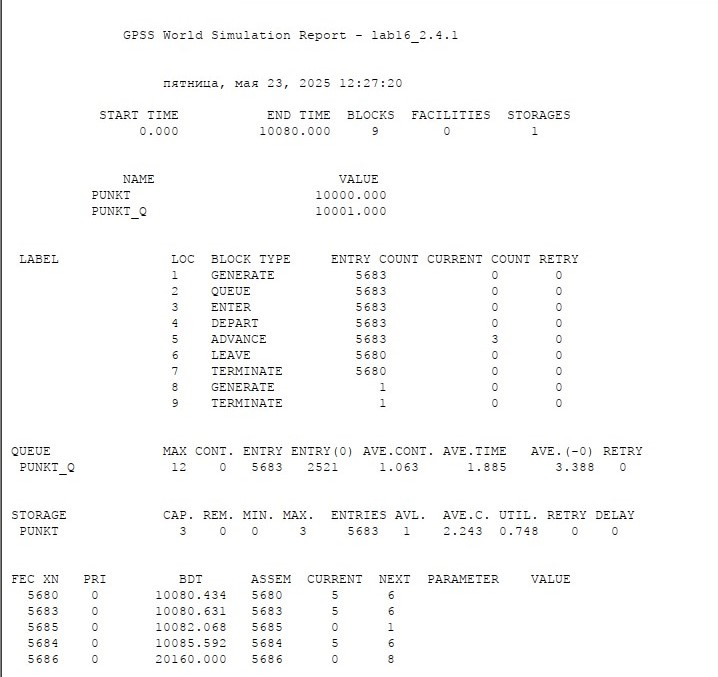 GPSS World Simulation Report - lab16_2.4.1
пятница, мая 23, 2025 12:27:20
START TIME END TIME BLOCKS FACILITIES STORAGES
0.000 10080.000 9 0 1
NAME VALUE
PUNKT 10000.000
PUNKT_Q 10001.000
LABEL LOC BLOCK TYPE ENTRY COUNT CURRENT COUNT RETRY
1 GENERATE 5683 0 0
2 QUEUE 5683 0 0
3 ENTER 5683 0 0
4 DEPART 5683 0 0
5 ADVANCE 5683 3 0
6 LEAVE 5680 0 0
7 TERMINATE 5680 0 0
8 GENERATE 1 0 0
9 TERMINATE 1 0 0
QUEUE MAX CONT. ENTRY ENTRY(0) AVE.CONT. AVE.TIME AVE.(-0) RETRY
PUNKT_Q 12 0 5683 2521 1.063 1.885 3.388 0
STORAGE CAP. REM. MIN. MAX. ENTRIES AVL. AVE.C. UTIL. RETRY DELAY
PUNKT 3 0 0 3 5683 1 2.243 0.748 0 0
FEC XN PRI BDT ASSEM CURRENT NEXT PARAMETER VALUE
5680 0 10080.434 5680 5 6
5683 0 10080.631 5683 5 6
5685 0 10082.068 5685 0 1
5684 0 10085.592 5684 5 6
5686 0 20160.000 5686 0 8